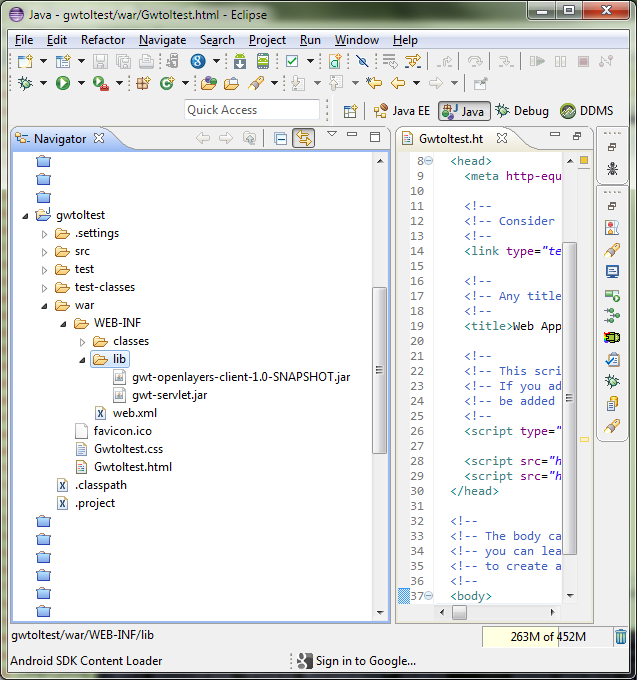 Java - gwtoltest/war/Gwtoltest.html - Eclipse
File Edit Refactor Navigate Search Project Run Window Help
Quick Access
Java EE Java Debug DDMS
Navigator
gwtoltest
.settings
src
test
test-classes
war
WEB-INF
classes
lib
gwt-openlayers-client-1.0-SNAPSHOT.jar
gwt-servlet.jar
web.xml
favicon.ico
Gwtoltest.css
Gwtoltest.html
.classpath
.project
Gwtoltest.ht
8 <head>
9 <meta http-equ
10
11 <!--
12 <!-- Consider
13 <!--
14 <link type="te
15
16 <!--
17 <!-- Any title
18 <!--
19 <title>Web App
20
21 <!--
22 <!-- This scri
23 <!-- If you ad
24 <!-- be added
25 <!--
26 <script type="
27
28 <script src="h
29 <script src="h
30 </head>
31
32 <!--
33 <!-- The body ca
34 <!-- you can lea
35 <!-- to create a
36 <!--
37 <body>
gwtoltest/war/WEB-INF/lib
263M of 452M
Android SDK Content Loader
Sign in to Google...